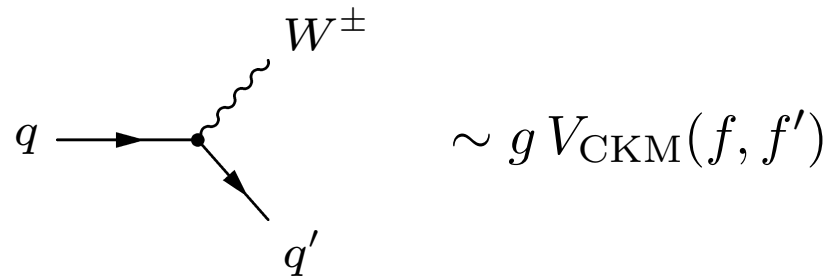 W^±
q
∼ g V_CKM(f, f′)
q′